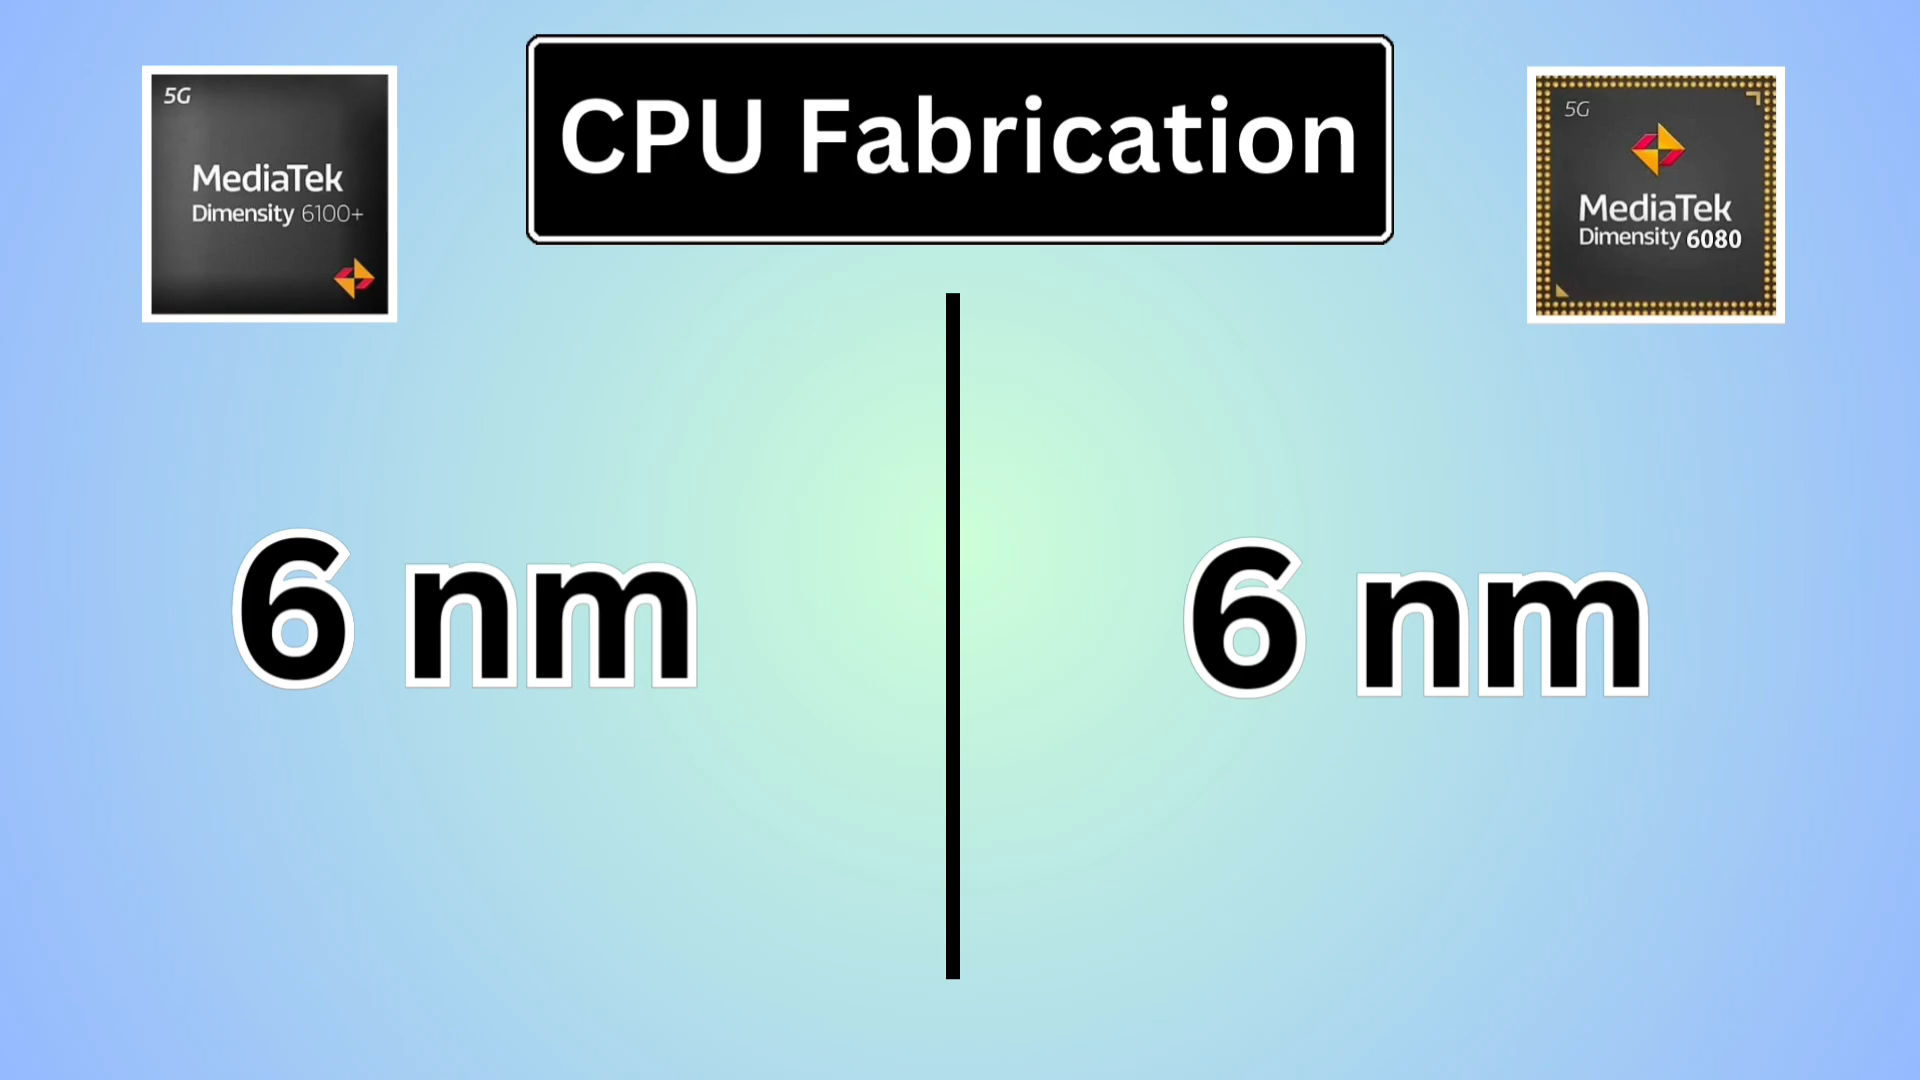 CPU Fabrication
5G
MediaTek
Dimensity 6100+
5G
MediaTek
Dimensity 6080
6 nm
6 nm